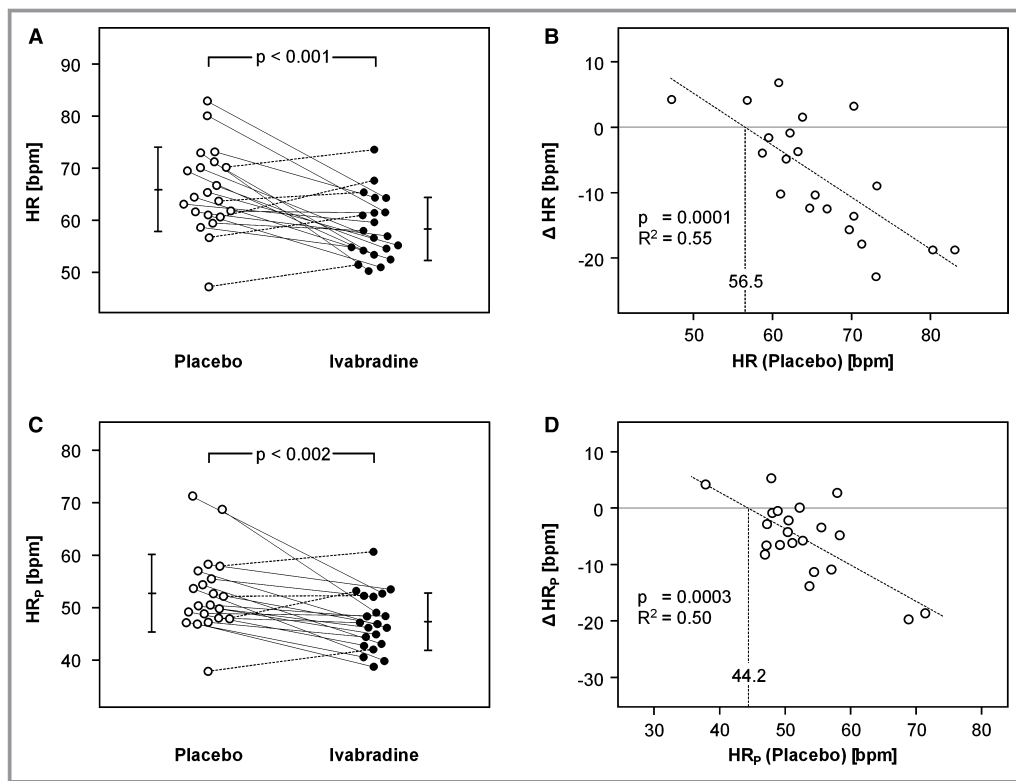 A
p < 0.001
90
80
70
60
50
HR [bpm]
Placebo Ivabradine
B
10
0
-10
-20
Δ HR [bpm]
p = 0.0001
R² = 0.55
56.5
50 60 70 80
HR (Placebo) [bpm]
C
p < 0.002
80
70
60
50
40
HRP [bpm]
Placebo Ivabradine
D
10
0
-10
-20
-30
Δ HRP [bpm]
p = 0.0003
R² = 0.50
44.2
30 40 50 60 70 80
HRP (Placebo) [bpm]